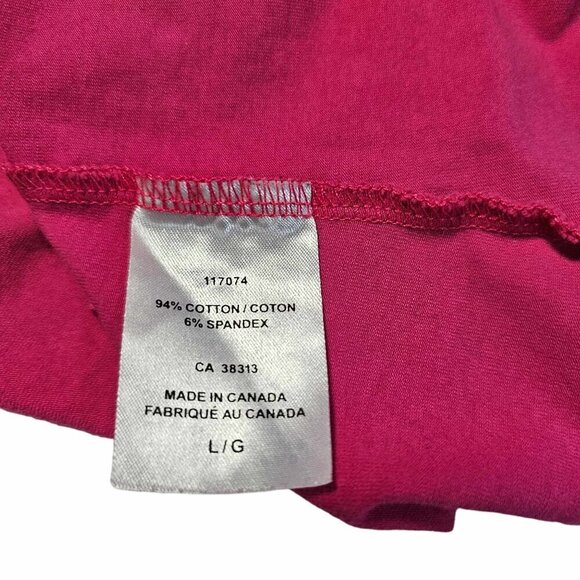 117074
94% COTTON / COTON
6% SPANDEX
CA 38313
MADE IN CANADA
FABRIQUÉ AU CANADA
L / G